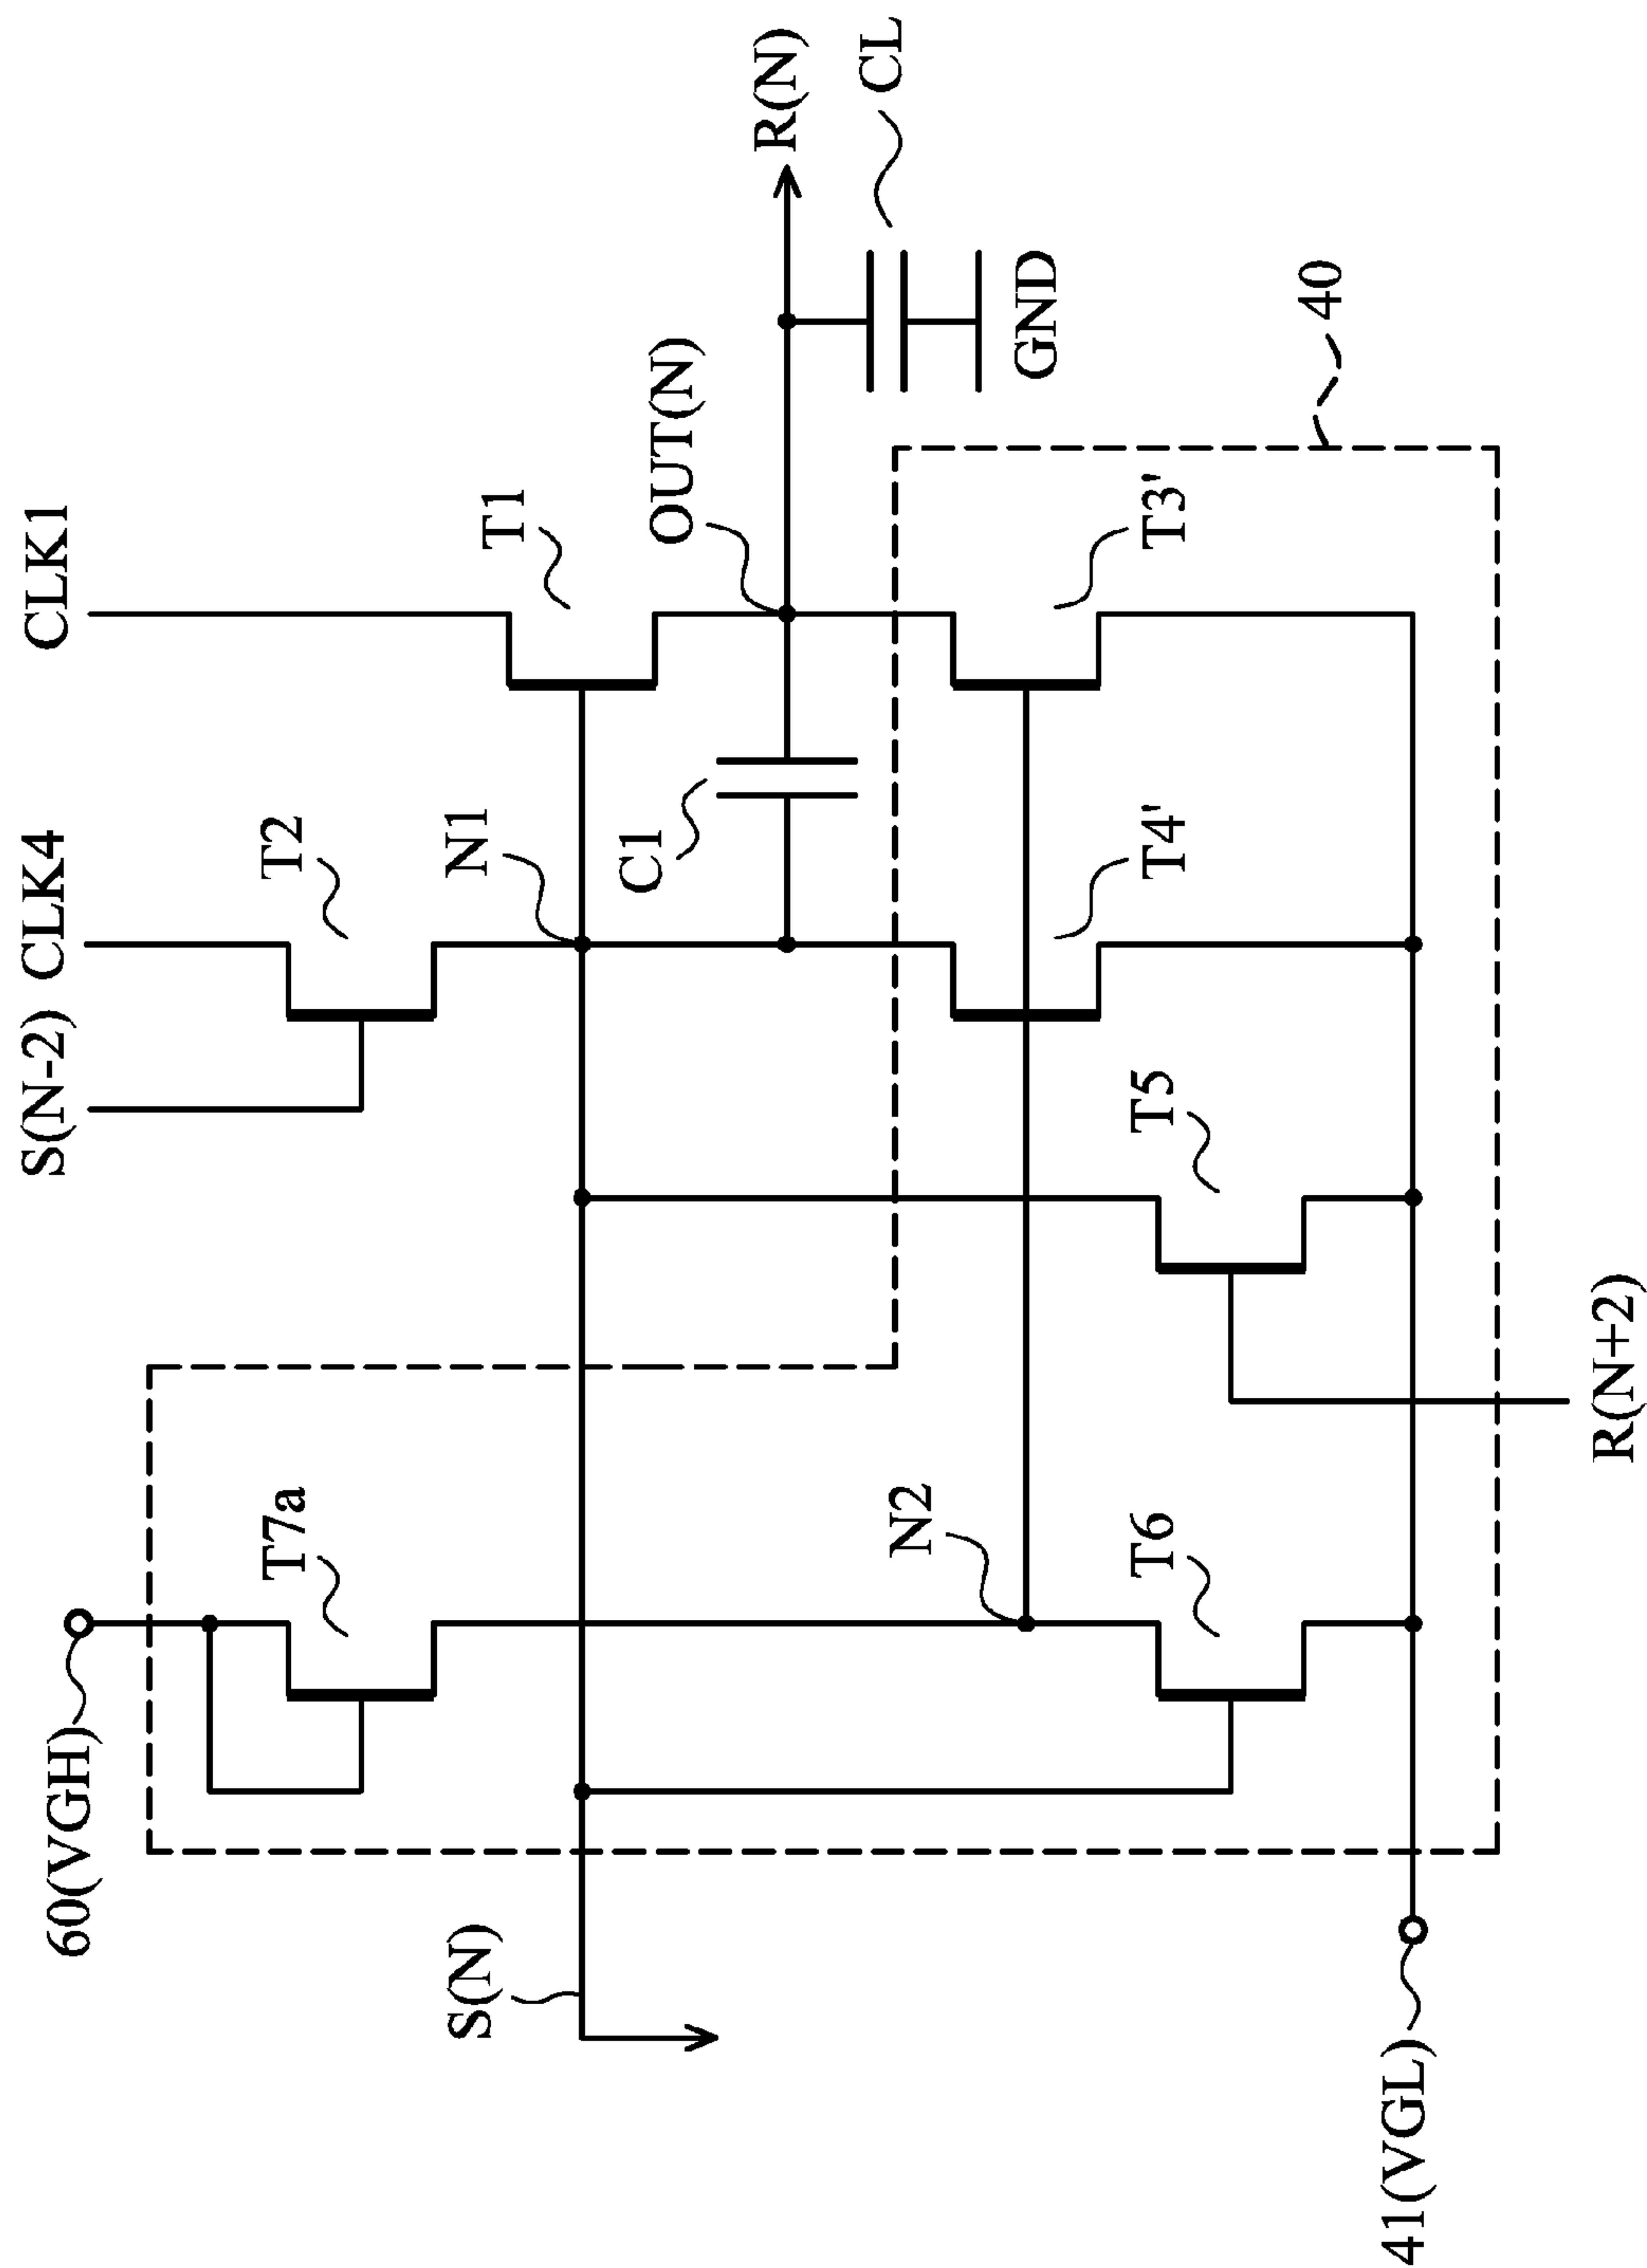 60(VGH)
S(N-2)
CLK4
CLK1
T7a
T2
T1
S(N)
N1
OUT(N)
R(N)
C1
CL
N2
GND
T6
T5
T4'
T3'
40
41(VGL)
R(N+2)